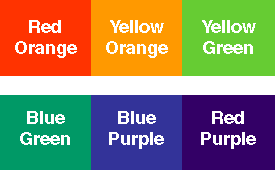 Red
Orange
Yellow
Orange
Yellow
Green
Blue
Green
Blue
Purple
Red
Purple